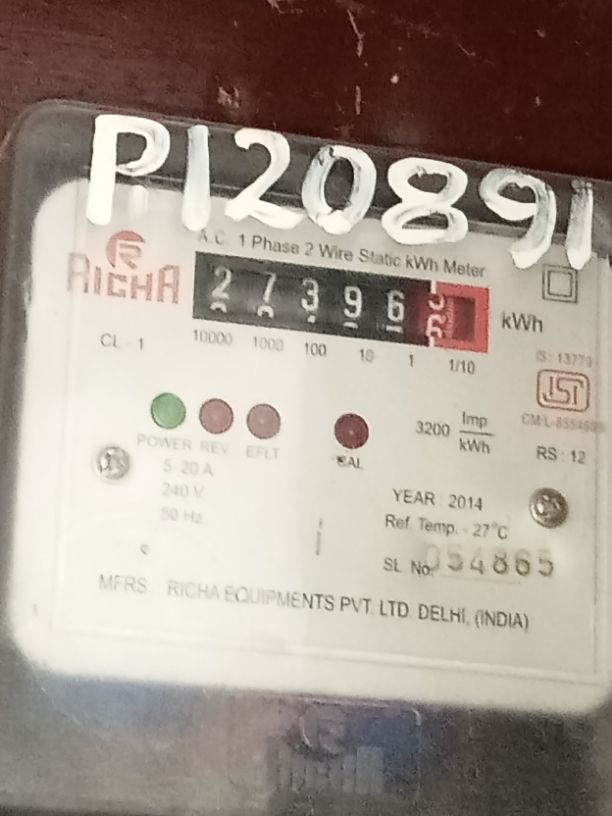 P120891
RICHA
A.C. 1 Phase 2 Wire Static kWh Meter
27396 kWh
10000 1000 100 10 1 1/10
CL - 1
IS: 13779
ISI
CM/L-8554688
3200 Imp/kWh
RS : 12
POWER REV EFLT
CAL
5-20 A
240 V
50 Hz
YEAR : 2014
Ref. Temp. - 27°C
SL. No. 054865
MFRS. RICHA EQUIPMENTS PVT. LTD. DELHI, (INDIA)